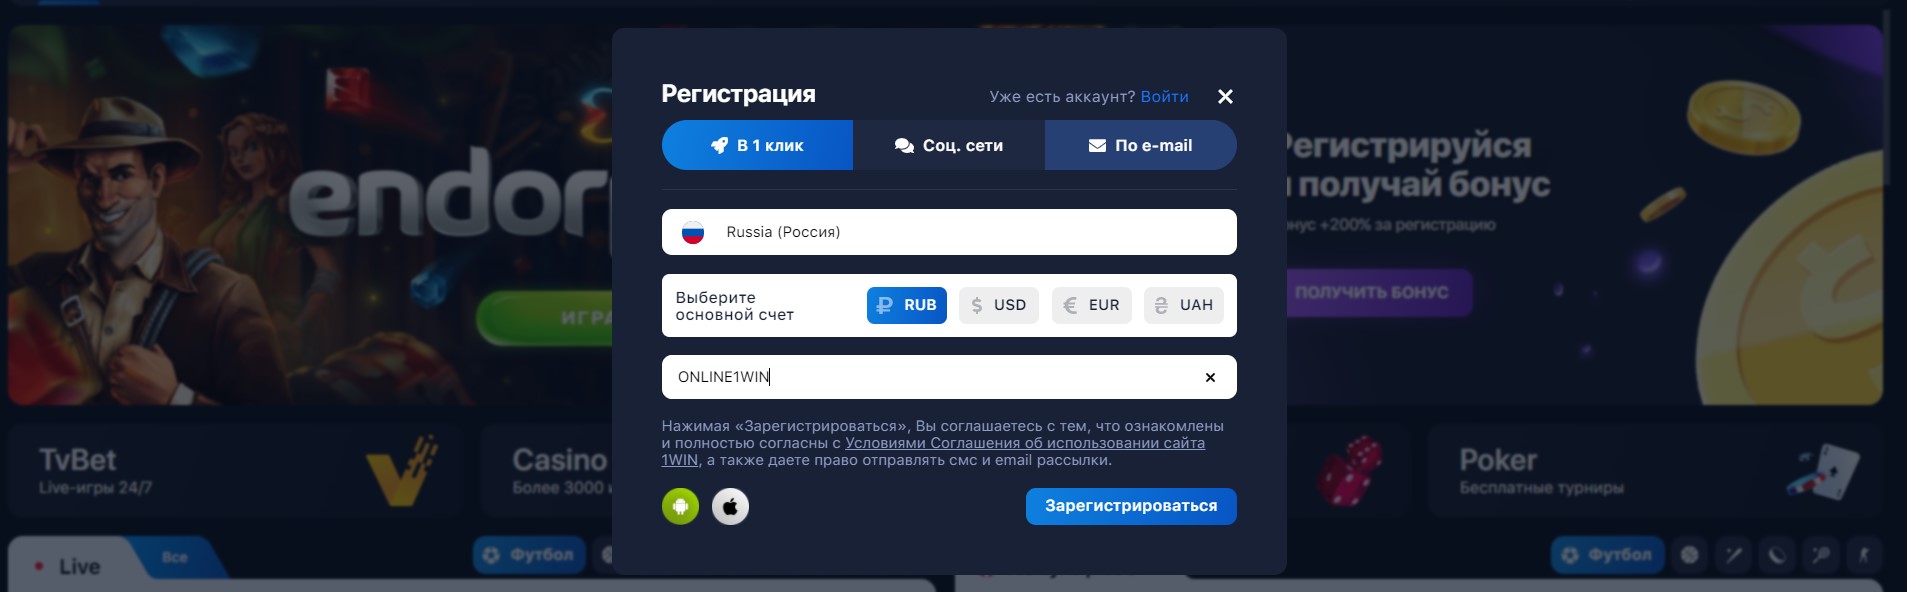 Регистрация
Уже есть аккаунт? Войти
В 1 клик
Соц. сети
По e-mail
Russia (Россия)
Выберите
основной счет
RUB
$ USD
€ EUR
₴ UAH
ONLINE1WIN
Нажимая «Зарегистрироваться», Вы соглашаетесь с тем, что ознакомлены
и полностью согласны с Условиями Соглашения об использовании сайта
1WIN, а также даете право отправлять смс и email рассылки.
Зарегистрироваться
endor
ИГРА
Регистрируйся
получай бонус
+200% за регистрацию
ПОЛУЧИТЬ БОНУС
TvBet
Live-игры 24/7
Casino
Более 3000
Poker
Бесплатные турниры
Live
Все
Футбол
Футбол